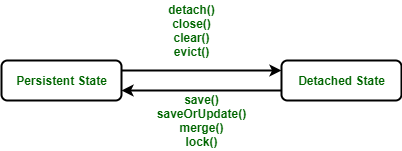 detach()
close()
clear()
evict()
Persistent State
Detached State
save()
saveOrUpdate()
merge()
lock()